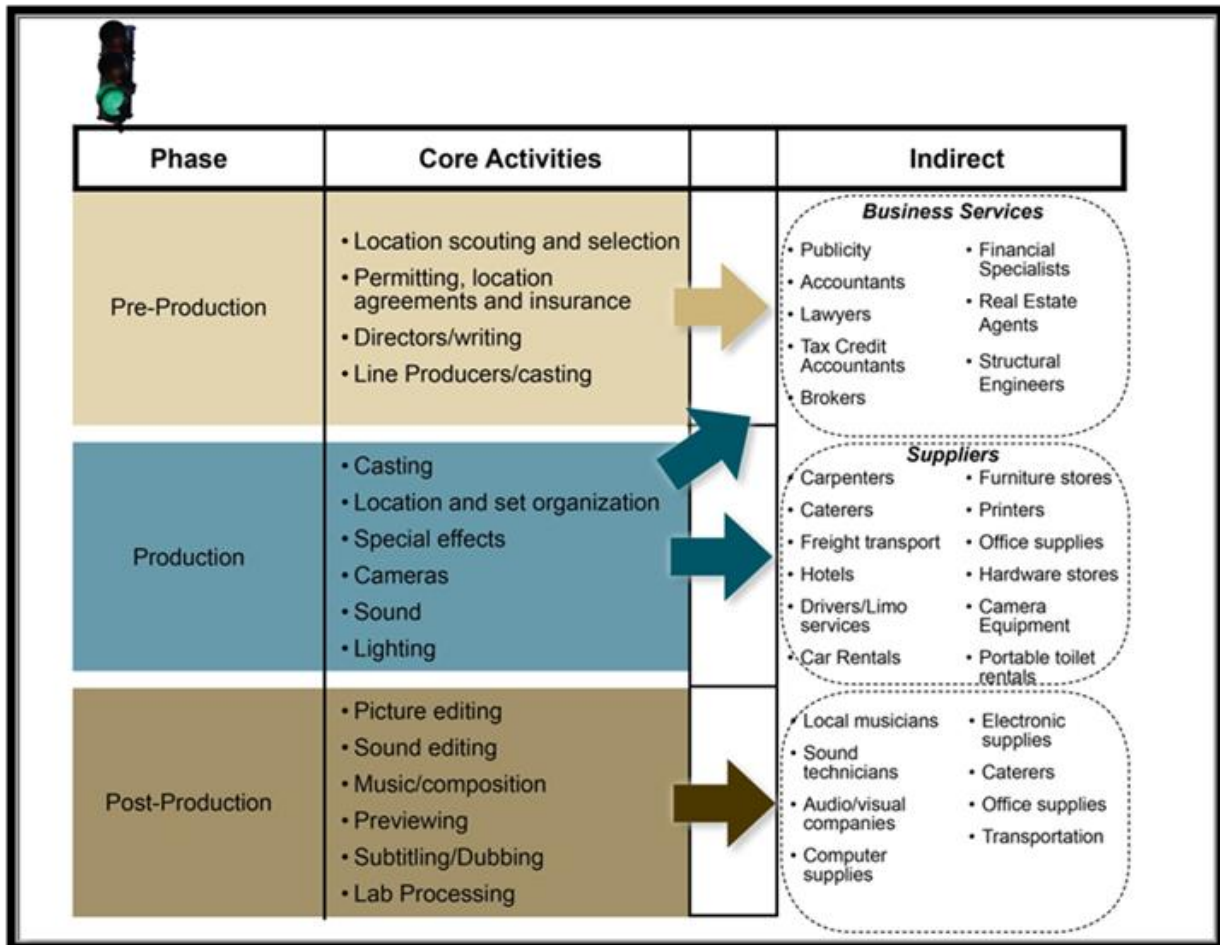 Phase
Core Activities
Indirect
Pre-Production
• Location scouting and selection
• Permitting, location
agreements and insurance
• Directors/writing
• Line Producers/casting
Business Services
• Publicity
• Accountants
• Lawyers
• Tax Credit
Accountants
• Brokers
• Financial
Specialists
• Real Estate
Agents
• Structural
Engineers
Production
• Casting
• Location and set organization
• Special effects
• Cameras
• Sound
• Lighting
Suppliers
• Carpenters
• Caterers
• Freight transport
• Hotels
• Drivers/Limo
services
• Car Rentals
• Furniture stores
• Printers
• Office supplies
• Hardware stores
• Camera
Equipment
• Portable toilet
rentals
Post-Production
• Picture editing
• Sound editing
• Music/composition
• Previewing
• Subtitling/Dubbing
• Lab Processing
• Local musicians
• Sound
technicians
• Audio/visual
companies
• Computer
supplies
• Electronic
supplies
• Caterers
• Office supplies
• Transportation